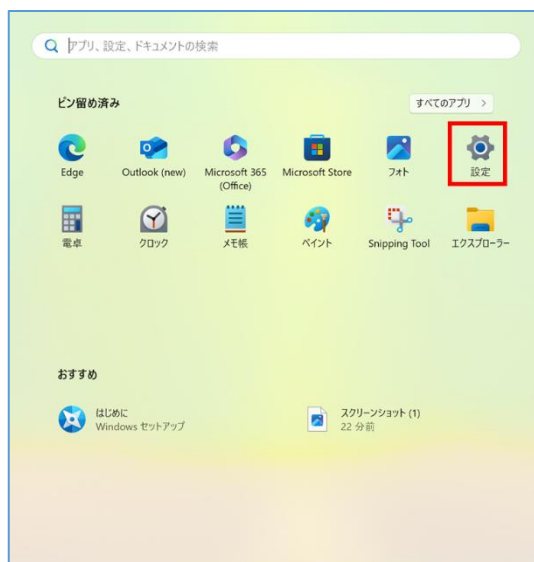 アプリ、設定、ドキュメントの検索
ピン留め済み
すべてのアプリ >
Edge
Outlook (new)
Microsoft 365
(Office)
Microsoft Store
フォト
設定
電卓
クロック
メモ帳
ペイント
Snipping Tool
エクスプローラー
おすすめ
はじめに
Windows セットアップ
スクリーンショット (1)
22 分前